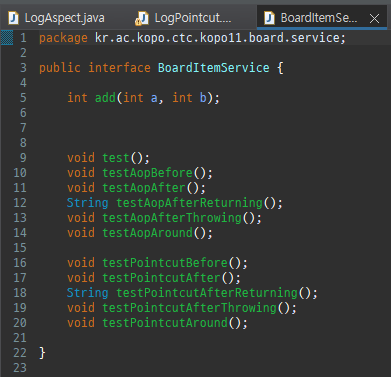 LogAspect.java
LogPointcut....
BoardItemSe...
1 package kr.ac.kopo.ctc.kopo11.board.service;
2
3 public interface BoardItemService {
4
5 int add(int a, int b);
6
7
8
9 void test();
10 void testAopBefore();
11 void testAopAfter();
12 String testAopAfterReturning();
13 void testAopAfterThrowing();
14 void testAopAround();
15
16 void testPointcutBefore();
17 void testPointcutAfter();
18 String testPointcutAfterReturning();
19 void testPointcutAfterThrowing();
20 void testPointcutAround();
21
22 }
23